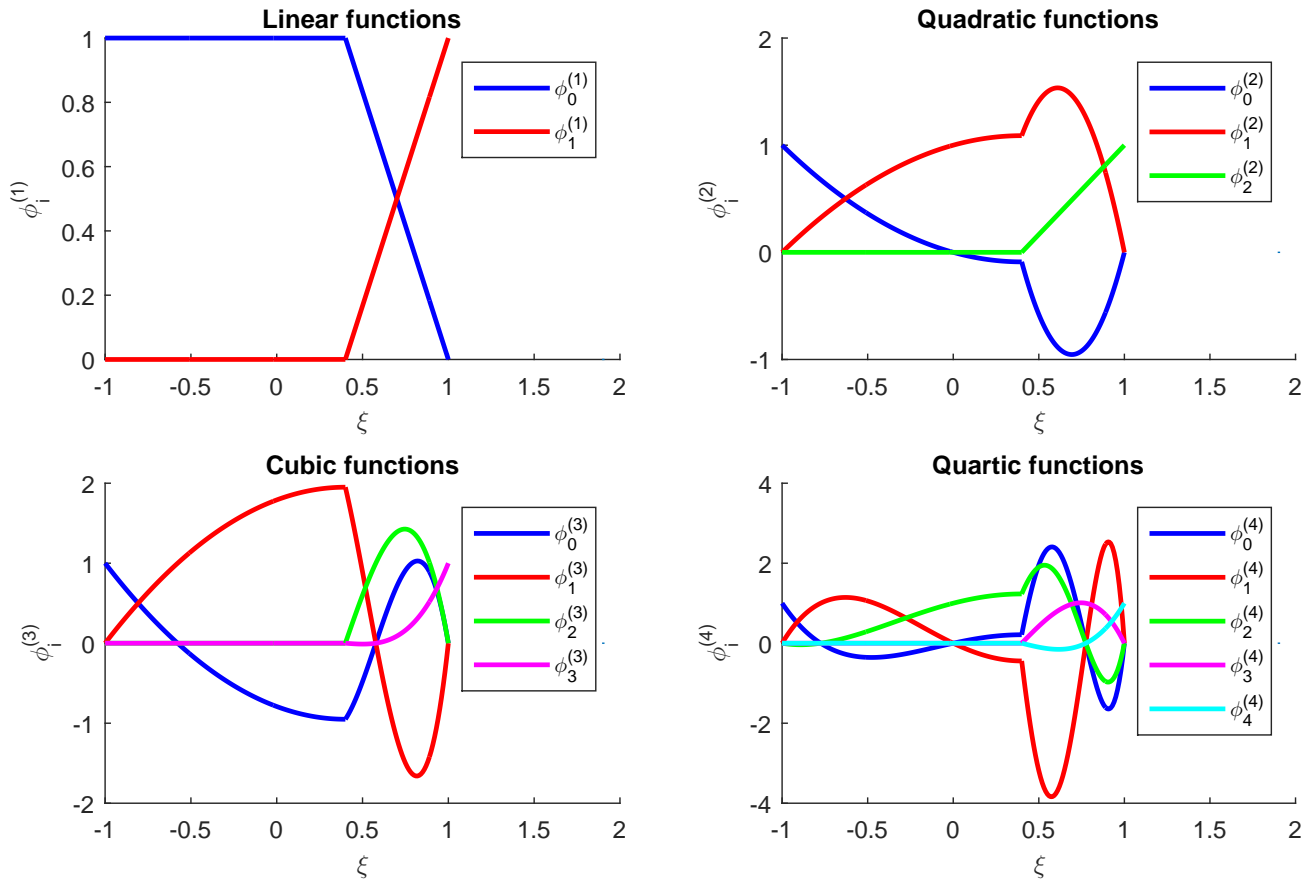 Linear functions
1
0.8
0.6
0.4
0.2
0
-1 -0.5 0 0.5 1 1.5 2
ξ
ϕ_i^(1)
ϕ_0^(1)
ϕ_1^(1)
Quadratic functions
2
1
0
-1
-1 -0.5 0 0.5 1 1.5 2
ξ
ϕ_i^(2)
ϕ_0^(2)
ϕ_1^(2)
ϕ_2^(2)
Cubic functions
2
1
0
-1
-2
-1 -0.5 0 0.5 1 1.5 2
ξ
ϕ_i^(3)
ϕ_0^(3)
ϕ_1^(3)
ϕ_2^(3)
ϕ_3^(3)
Quartic functions
4
2
0
-2
-4
-1 -0.5 0 0.5 1 1.5 2
ξ
ϕ_i^(4)
ϕ_0^(4)
ϕ_1^(4)
ϕ_2^(4)
ϕ_3^(4)
ϕ_4^(4)